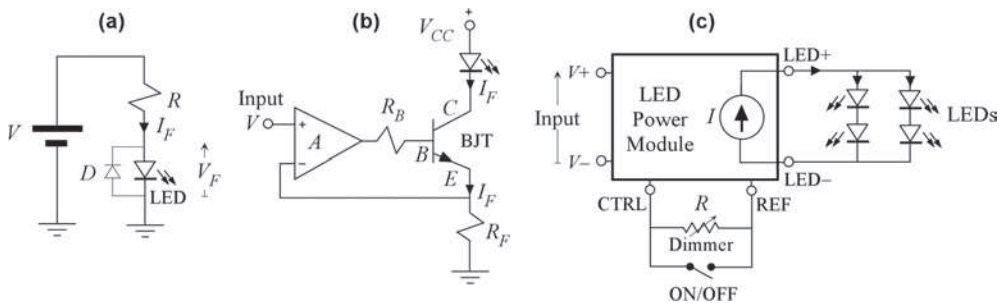 (a)
V
R
I_F
D
V_F
LED
(b)
V_CC
+
I_F
Input
V
+
A
−
R_B
C
B
BJT
E
I_F
R_F
(c)
V+
Input
V−
LED
Power
Module
I
LED+
LED−
LEDs
CTRL
REF
R
Dimmer
ON/OFF